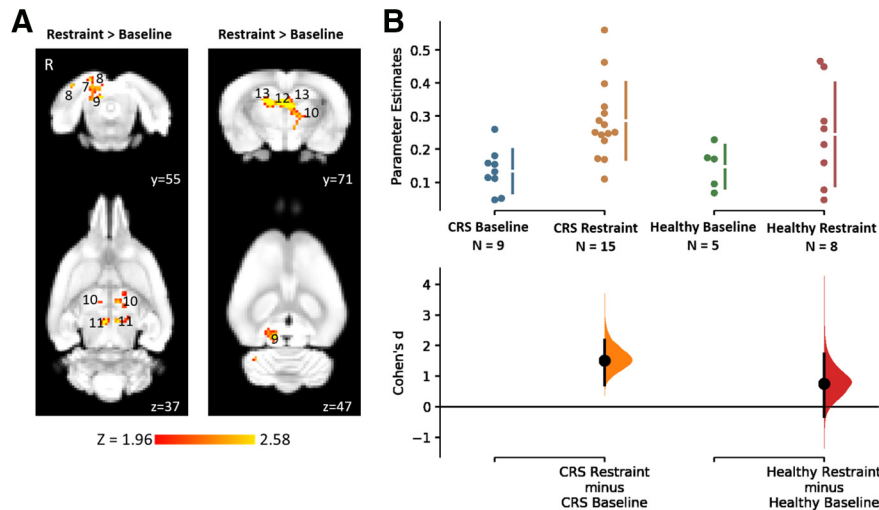 A
Restraint > Baseline
Restraint > Baseline
R
8
7
8
9
y=55
13
12
13
10
y=71
10
10
11
11
z=37
9
z=47
Z = 1.96
2.58
B
Parameter Estimates
0.5
0.4
0.3
0.2
0.1
CRS Baseline
N = 9
CRS Restraint
N = 15
Healthy Baseline
N = 5
Healthy Restraint
N = 8
Cohen's d
4
3
2
1
0
−1
CRS Restraint
minus
CRS Baseline
Healthy Restraint
minus
Healthy Baseline